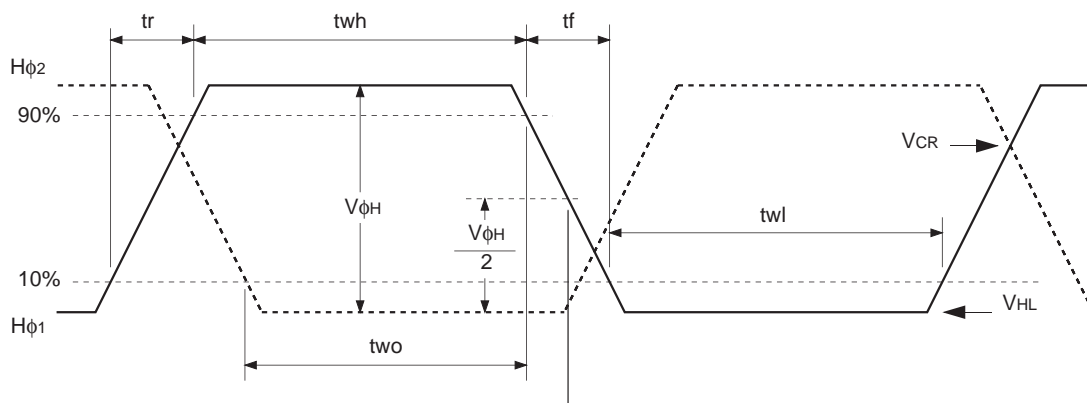 tr
twh
tf
Hϕ2
90%
VCR
VϕH
VϕH
2
twl
10%
VHL
Hϕ1
two